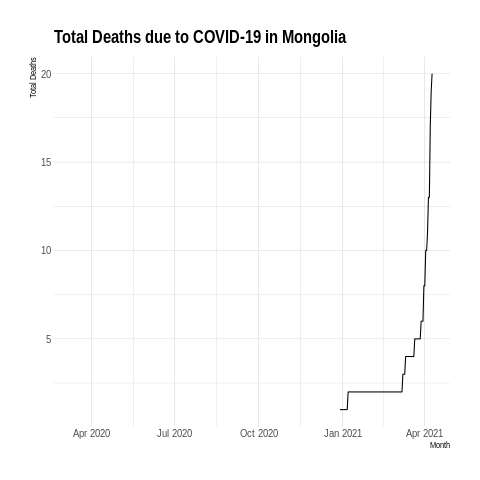 Total Deaths due to COVID-19 in Mongolia
Total Deaths
20
15
10
5
Apr 2020 Jul 2020 Oct 2020 Jan 2021 Apr 2021
Month